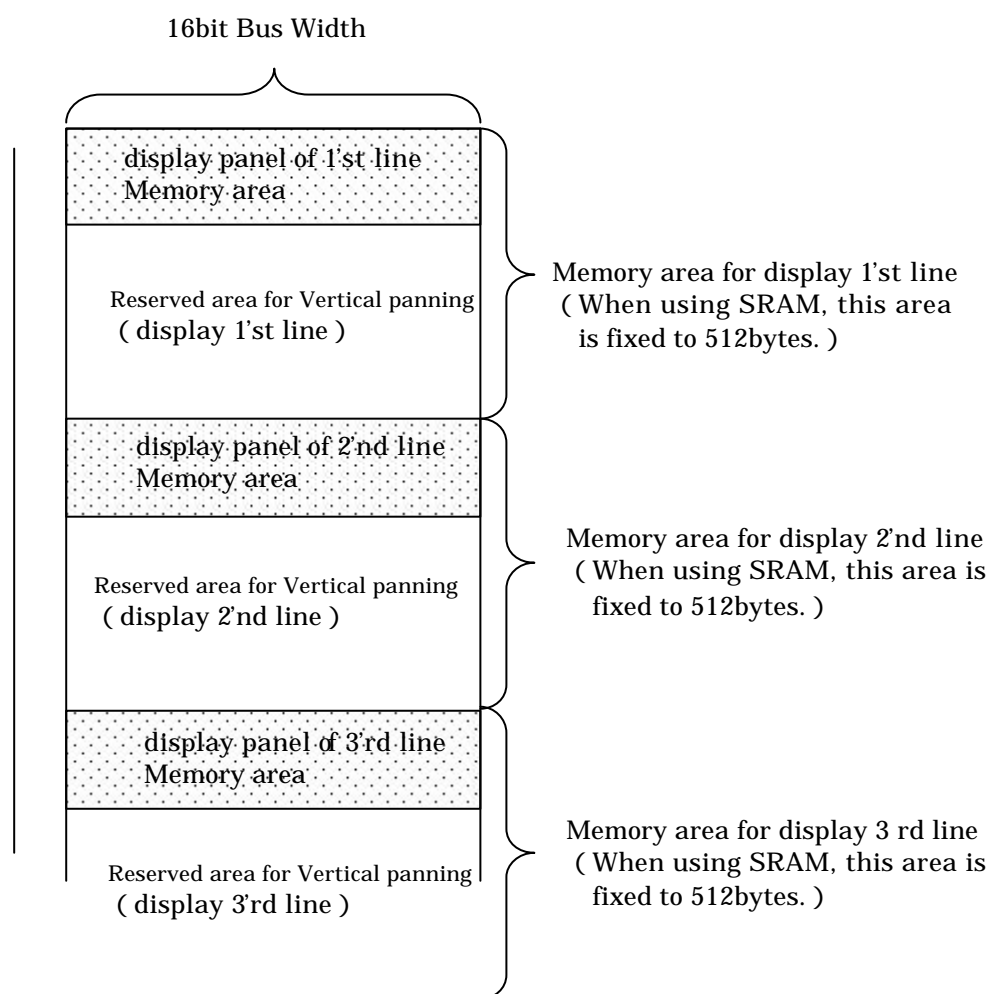 16bit Bus Width
display panel of 1'st line
Memory area
Reserved area for Vertical panning
( display 1'st line )
Memory area for display 1'st line
( When using SRAM, this area
is fixed to 512bytes. )
display panel of 2'nd line
Memory area
Reserved area for Vertical panning
( display 2'nd line )
Memory area for display 2'nd line
( When using SRAM, this area is
fixed to 512bytes. )
display panel of 3'rd line
Memory area
Reserved area for Vertical panning
( display 3'rd line )
Memory area for display 3 rd line
( When using SRAM, this area is
fixed to 512bytes. )